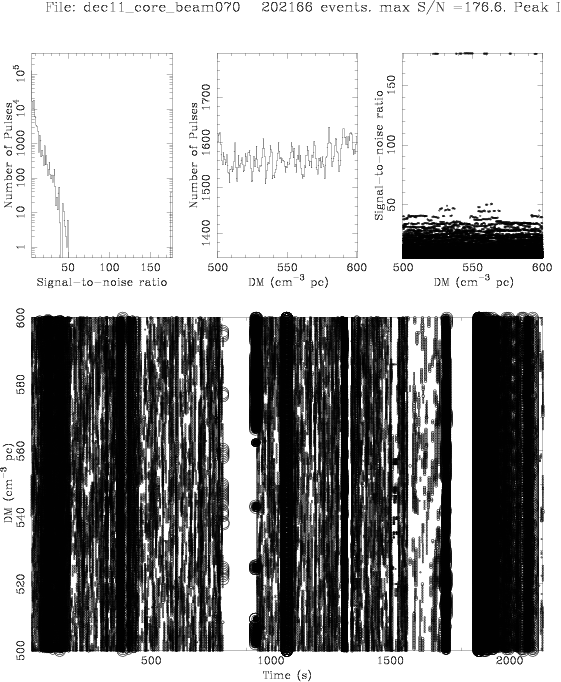 File: dec11_core_beam070 202166 events. max S/N =176.6. Peak
Number of Pulses
1 10 100 1000 10⁴ 10⁵
50 100 150
Signal-to-noise ratio
Number of Pulses
1400 1500 1600 1700
500 550 600
DM (cm⁻³ pc)
Signal-to-noise ratio
50 100 150
500 550 600
DM (cm⁻³ pc)
DM (cm⁻³ pc)
500 520 540 560 580 600
500 1000 1500 2000
Time (s)